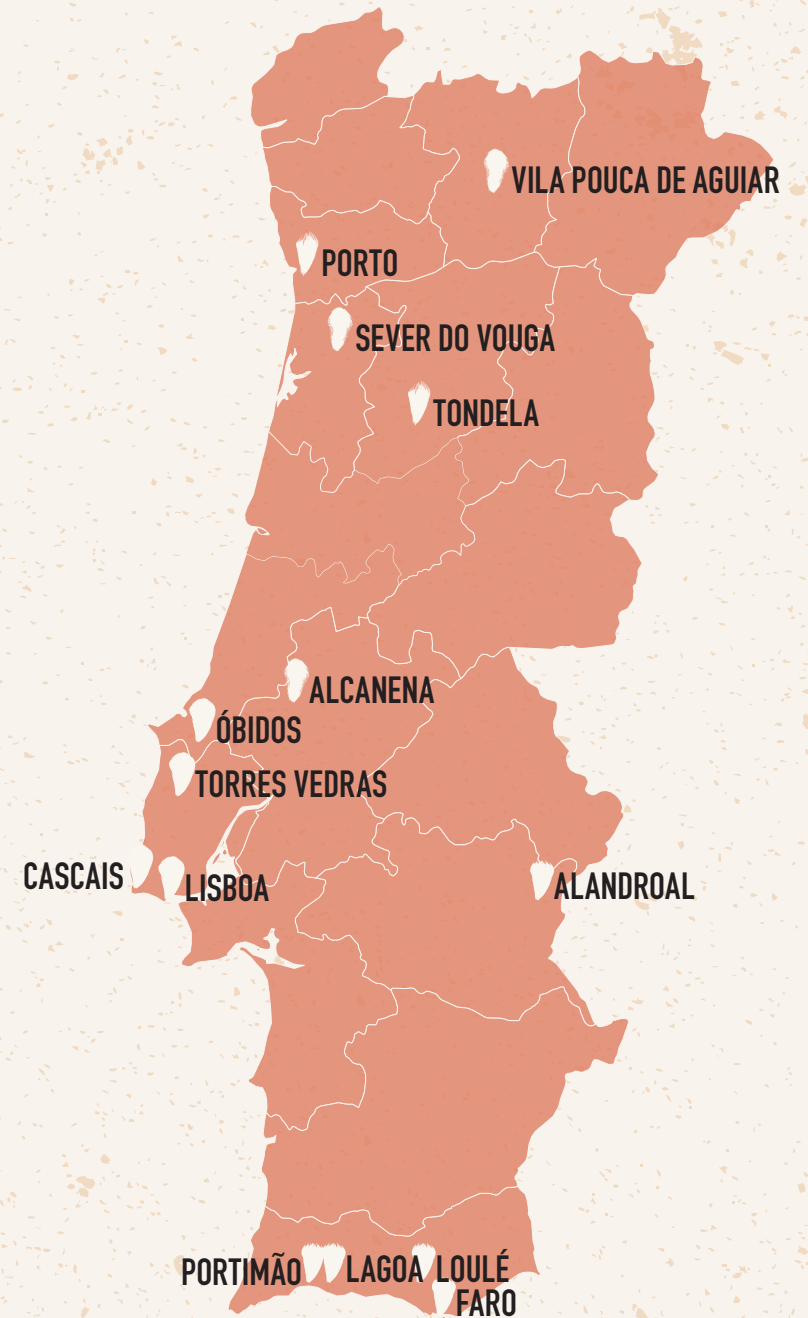 VILA POUCA DE AGUIAR
PORTO
SEVER DO VOUGA
TONDELA
ALCANENA
ÓBIDOS
TORRES VEDRAS
CASCAIS
LISBOA
ALANDROAL
PORTIMÃO
LAGOA
LOULÉ
FARO